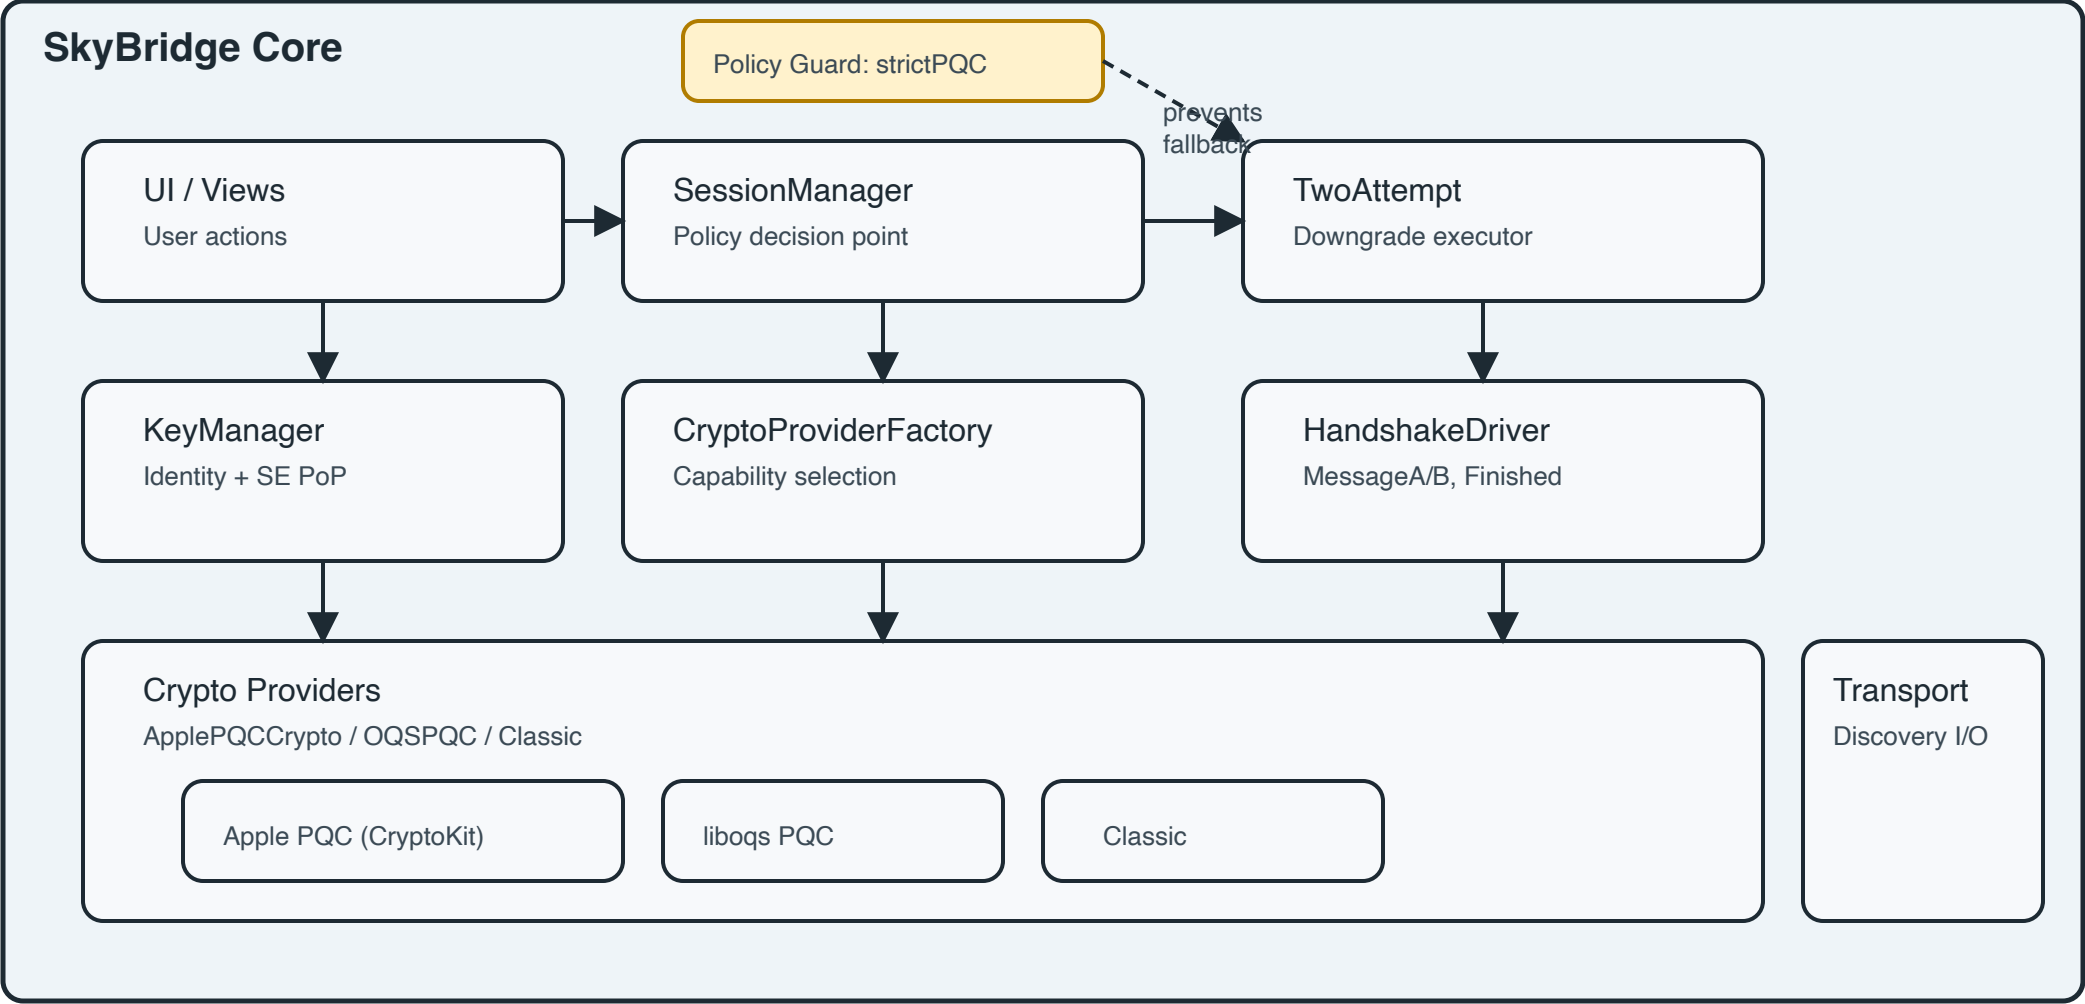 SkyBridge Core
Policy Guard: strictPQC
prevents
fallback
UI / Views
User actions
SessionManager
Policy decision point
TwoAttempt
Downgrade executor
KeyManager
Identity + SE PoP
CryptoProviderFactory
Capability selection
HandshakeDriver
MessageA/B, Finished
Crypto Providers
ApplePQCCrypto / OQSPQC / Classic
Apple PQC (CryptoKit)
liboqs PQC
Classic
Transport
Discovery I/O